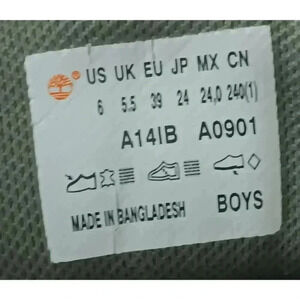 US UK EU JP MX CN
6 5.5 39 24 24,0 240(1)
A14IB A0901
MADE IN BANGLADESH BOYS